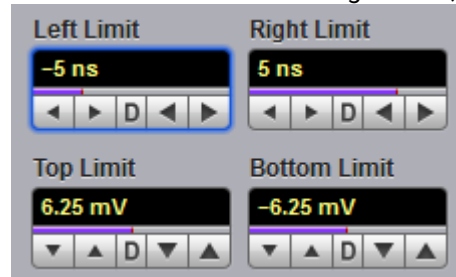 Left Limit Right Limit
–5 ns 5 ns
D D
Top Limit Bottom Limit
6.25 mV –6.25 mV
D D